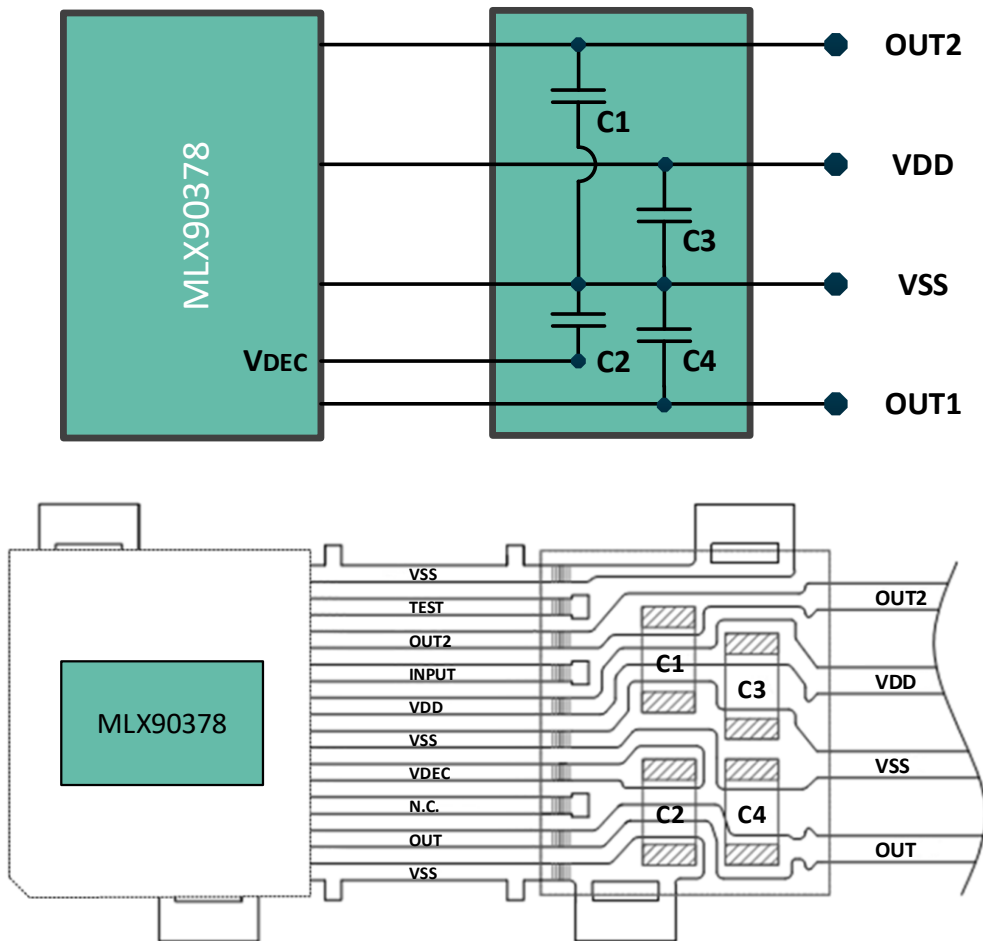 OUT2
C1
MLX90378
VDD
C3
VSS
VDEC
C2
C4
OUT1
VSS
TEST
OUT2
OUT2
INPUT
C1
C3
VDD
MLX90378
VDD
VSS
VSS
VDEC
N.C.
C2
C4
OUT
OUT
VSS